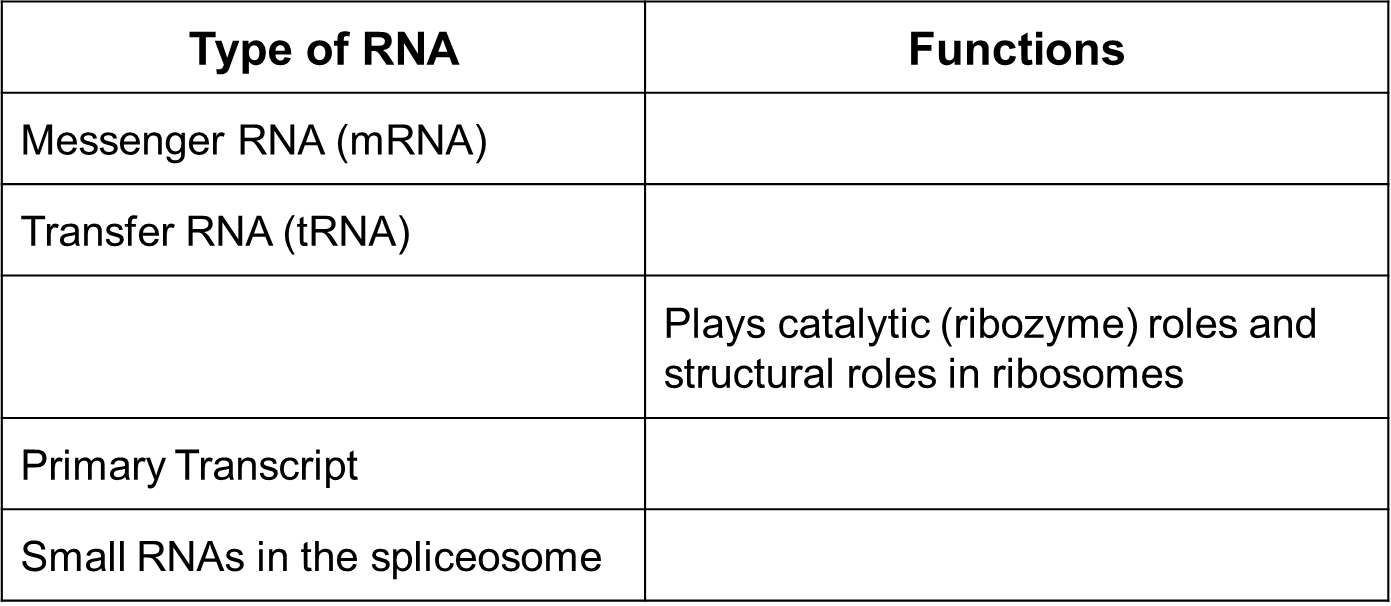 Type of RNA
Functions
Messenger RNA (mRNA)
Transfer RNA (tRNA)
Plays catalytic (ribozyme) roles and
structural roles in ribosomes
Primary Transcript
Small RNAs in the spliceosome